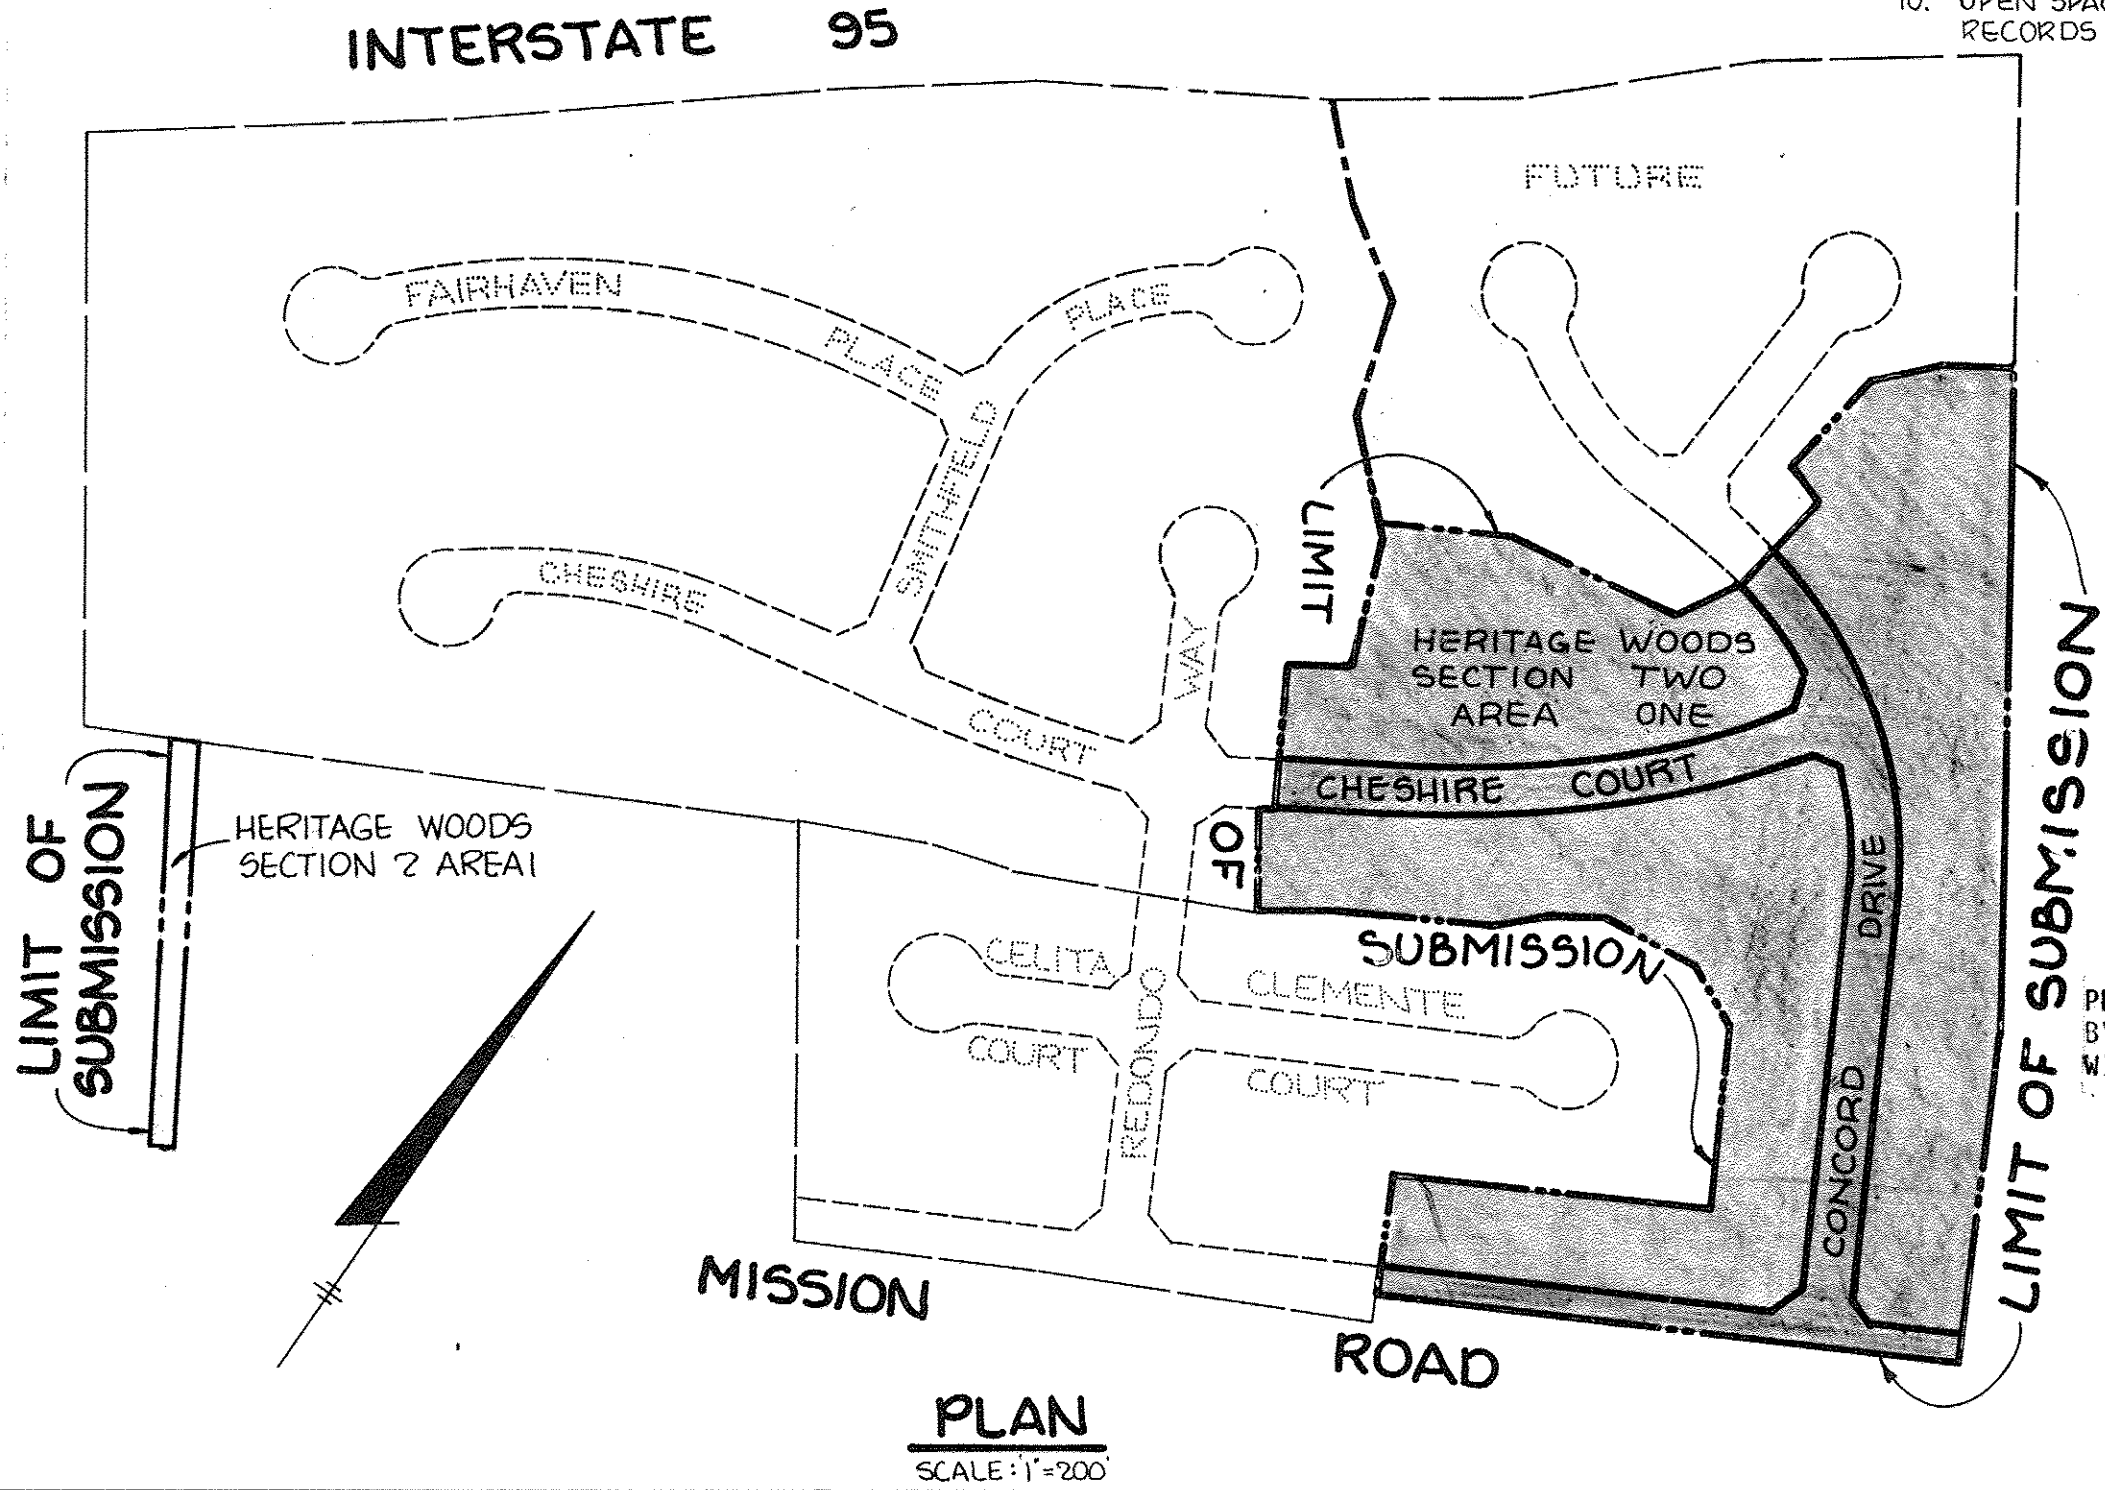 INTERSTATE 95
10. OPEN SPAC
RECORDS
FUTURE
FAIRHAVEN
PLACE
PLACE
SMITHFIELD
CHESHIRE
COURT
WAY
LIMIT
OF
SUBMISSION
HERITAGE WOODS
SECTION TWO
AREA ONE
CHESHIRE COURT
DRIVE
CONCORD
LIMIT OF SUBMISSION
LIMIT OF
SUBMISSION
HERITAGE WOODS
SECTION 2 AREA 1
CELITA
COURT
REDONDO
CLEMENTE
COURT
MISSION
ROAD
PLAN
SCALE: 1"=200'